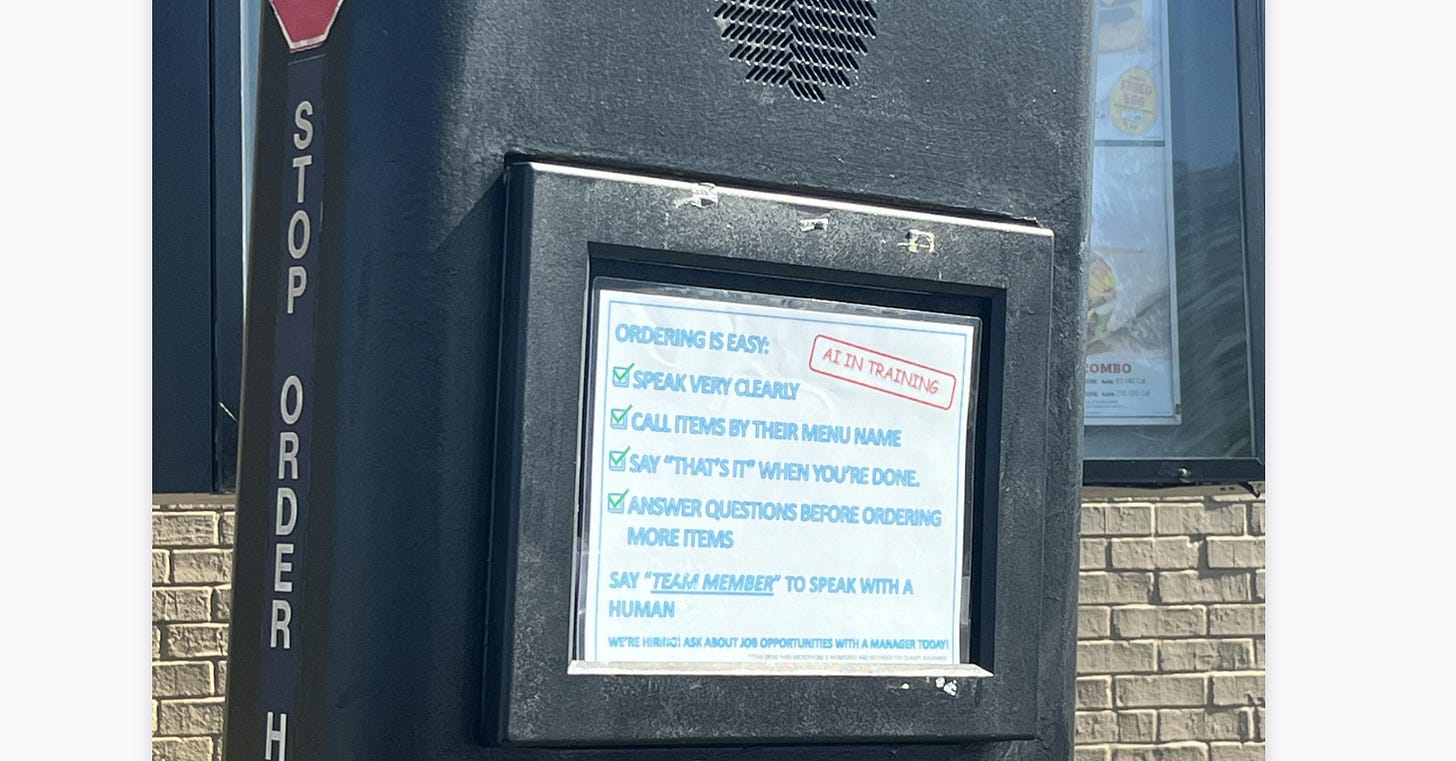 STOP ORDER H
ORDERING IS EASY:
AI IN TRAINING
SPEAK VERY CLEARLY
CALL ITEMS BY THEIR MENU NAME
SAY “THAT’S IT” WHEN YOU’RE DONE.
ANSWER QUESTIONS BEFORE ORDERING
MORE ITEMS
SAY “TEAM MEMBER” TO SPEAK WITH A
HUMAN
WE’RE HIRING! ASK ABOUT JOB OPPORTUNITIES WITH A MANAGER TODAY!
FRIED
EGG
OMBO